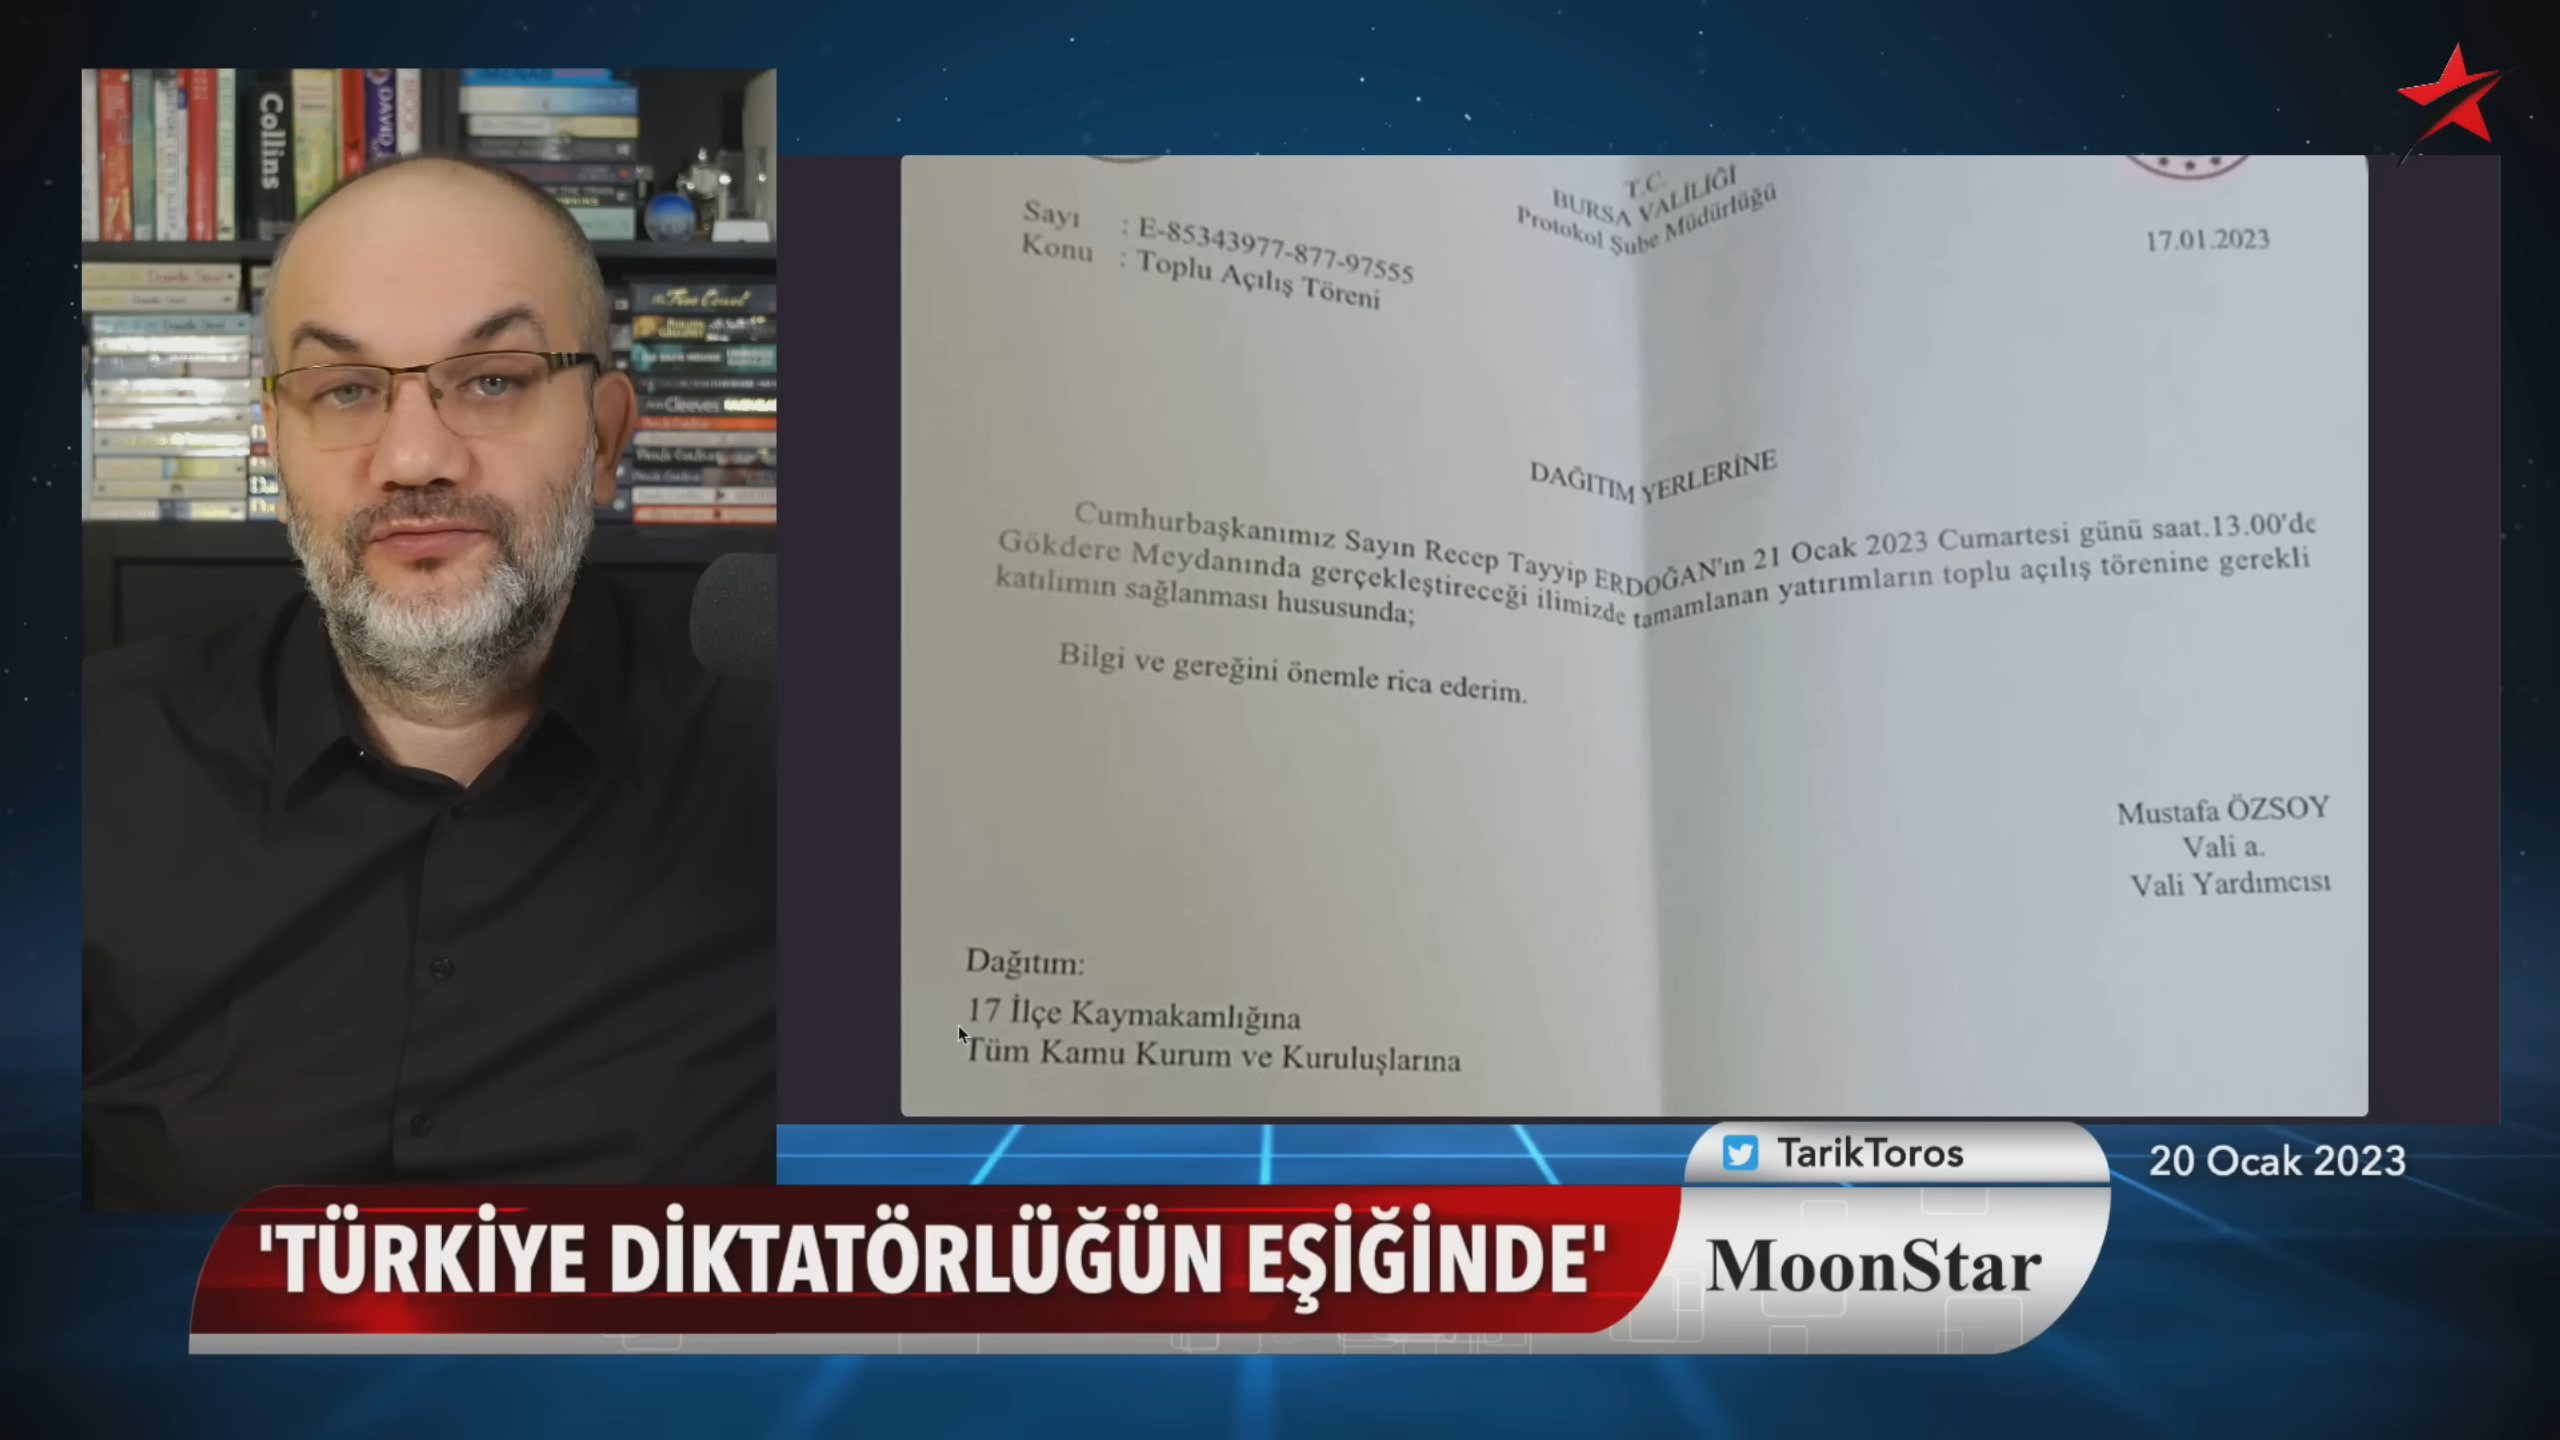 Collins
DAVID
T.C.
BURSA VALİLİĞİ
Protokol Şube Müdürlüğü
Sayı : E-85343977-877-97555
Konu : Toplu Açılış Töreni
17.01.2023
DAĞITIM YERLERİNE
Cumhurbaşkanımız Sayın Recep Tayyip ERDOĞAN'ın 21 Ocak 2023 Cumartesi günü saat.13.00'de
Gökdere Meydanında gerçekleştireceği ilimizde tamamlanan yatırımların toplu açılış törenine gerekli
katılımın sağlanması hususunda;
Bilgi ve gereğini önemle rica ederim.
Mustafa ÖZSOY
Vali a.
Vali Yardımcısı
Dağıtım:
17 İlçe Kaymakamlığına
Tüm Kamu Kurum ve Kuruluşlarına
TarikToros
20 Ocak 2023
'TÜRKİYE DİKTATÖRLÜĞÜN EŞİĞİNDE'
MoonStar